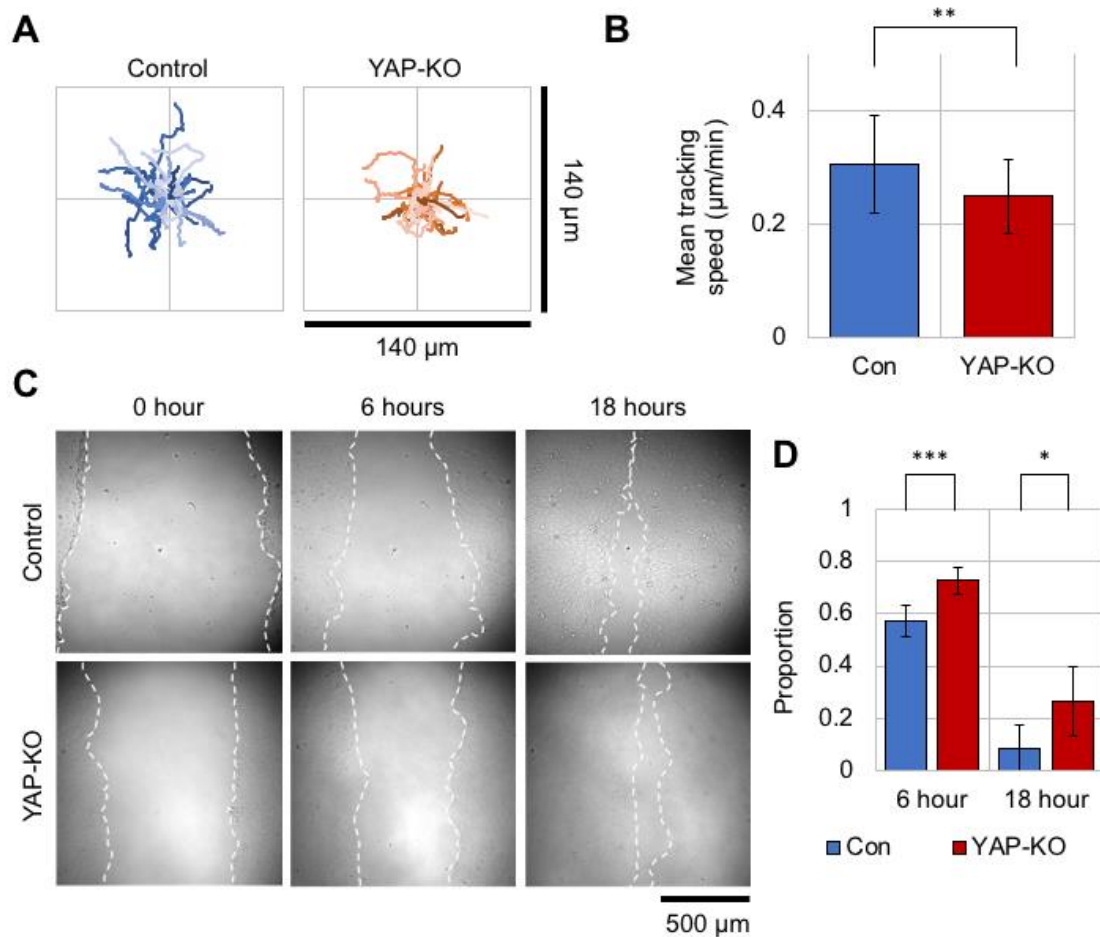 A
Control
YAP-KO
140 µm
140 µm
B
**
Mean tracking
speed (µm/min)
0.4
0.2
0
Con
YAP-KO
C
0 hour
6 hours
18 hours
Control
YAP-KO
500 µm
D
***
*
Proportion
1
0.8
0.6
0.4
0.2
0
6 hour
18 hour
Con
YAP-KO